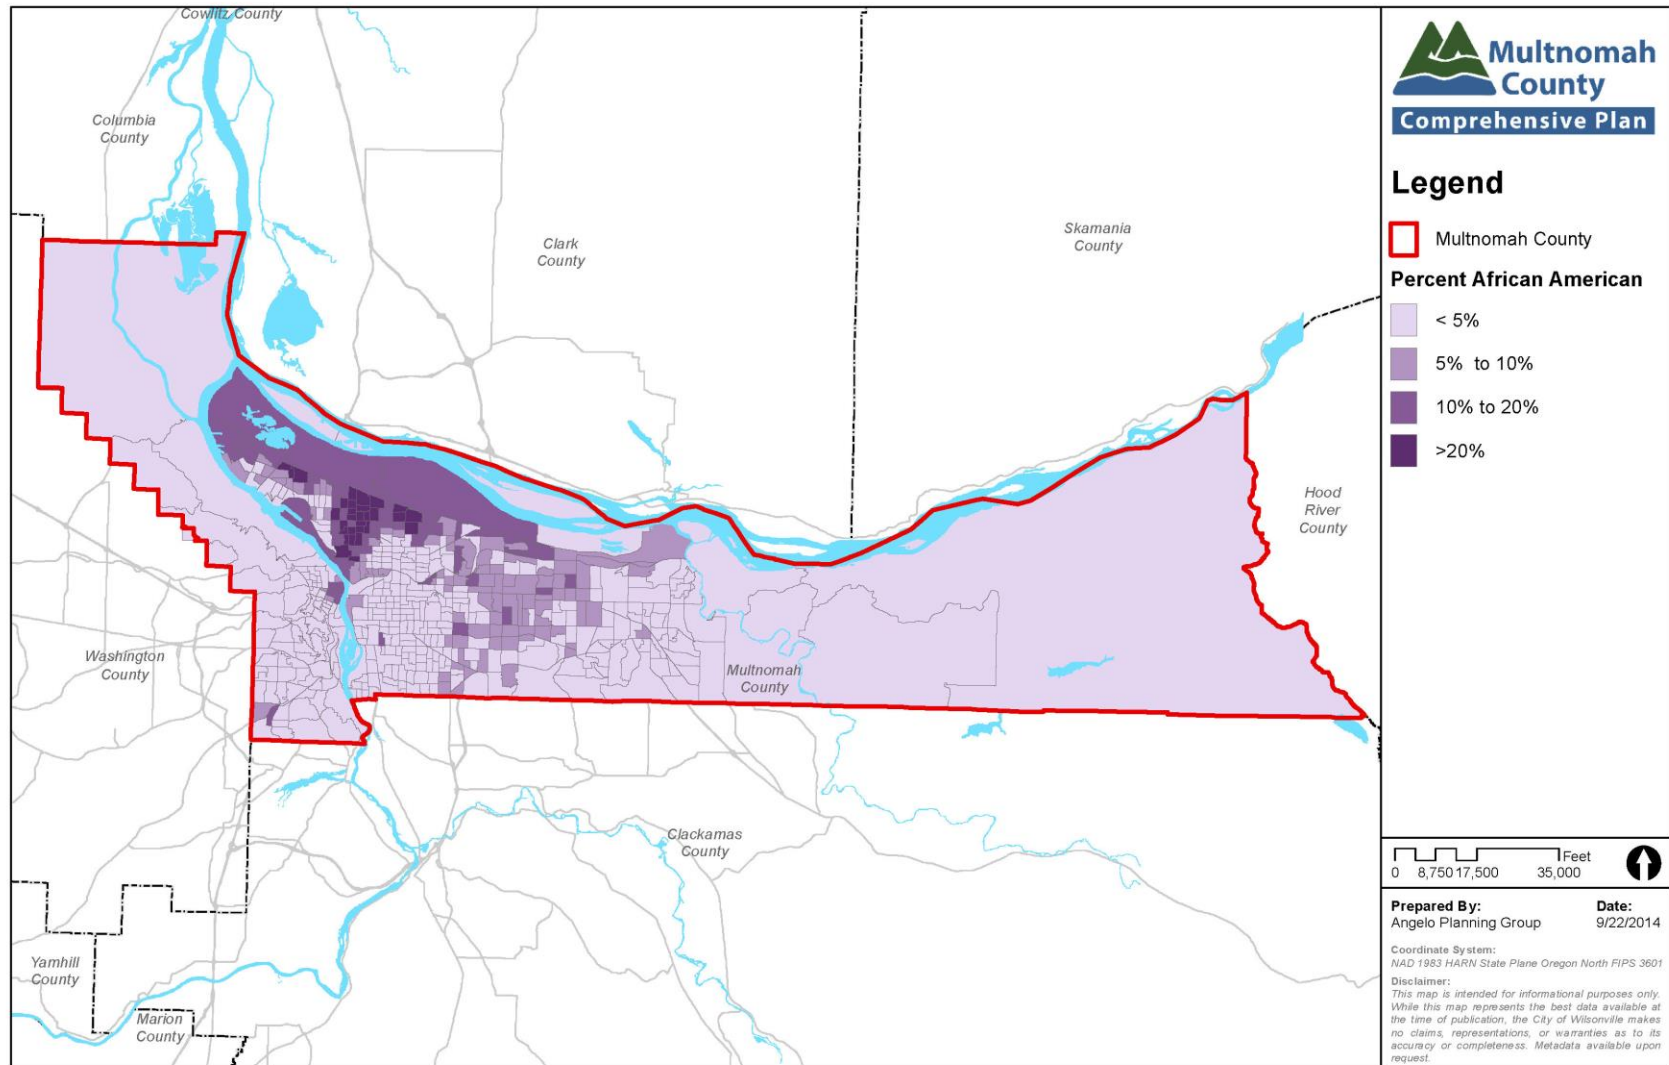 Cowlitz County
Columbia
County
Clark
County
Skamania
County
Hood
River
County
Washington
County
Multnomah
County
Clackamas
County
Yamhill
County
Marion
County
Multnomah
County
Comprehensive Plan
Legend
Multnomah County
Percent African American
< 5%
5% to 10%
10% to 20%
>20%
Feet
0 8,750 17,500 35,000
Prepared By: Date:
Angelo Planning Group 9/22/2014
Coordinate System:
NAD 1983 HARN State Plane Oregon North FIPS 3601
Disclaimer:
This map is intended for informational purposes only.
While this map represents the best data available at
the time of publication, the City of Wilsonville makes
no claims, representations, or warranties as to its
accuracy or completeness. Metadata available upon
request.